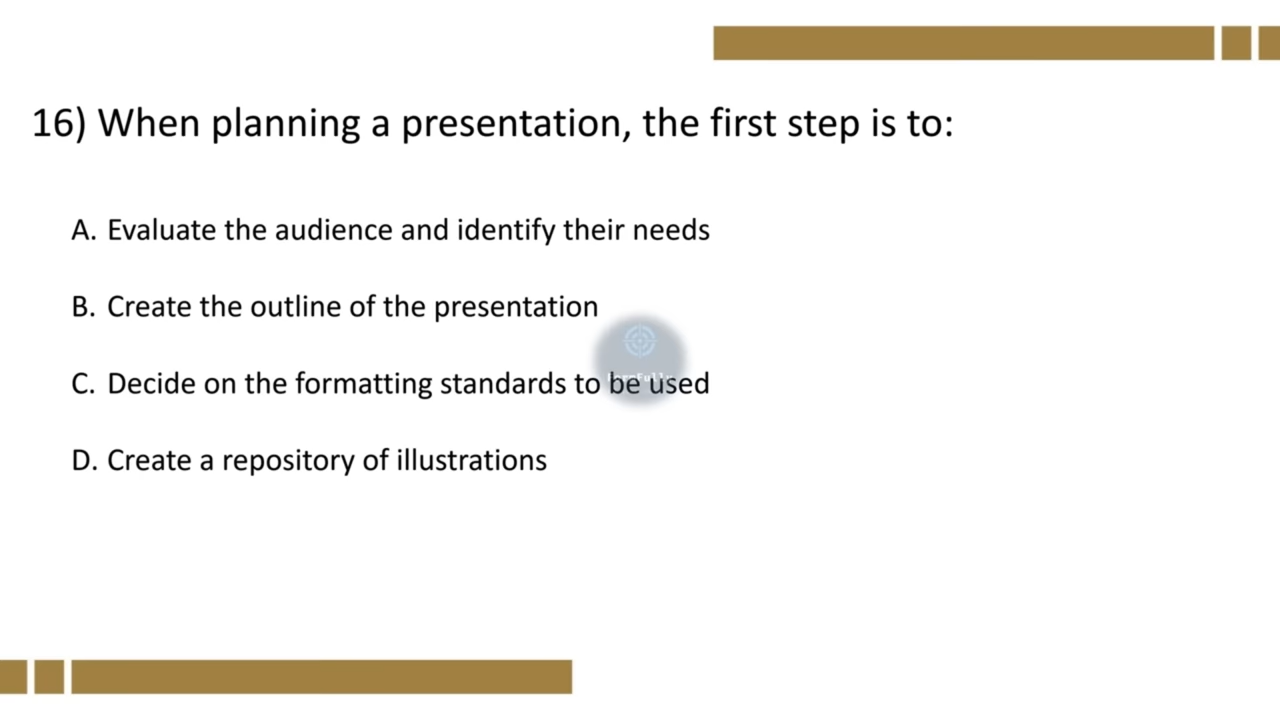 16) When planning a presentation, the first step is to:
A. Evaluate the audience and identify their needs
B. Create the outline of the presentation
C. Decide on the formatting standards to be used
D. Create a repository of illustrations